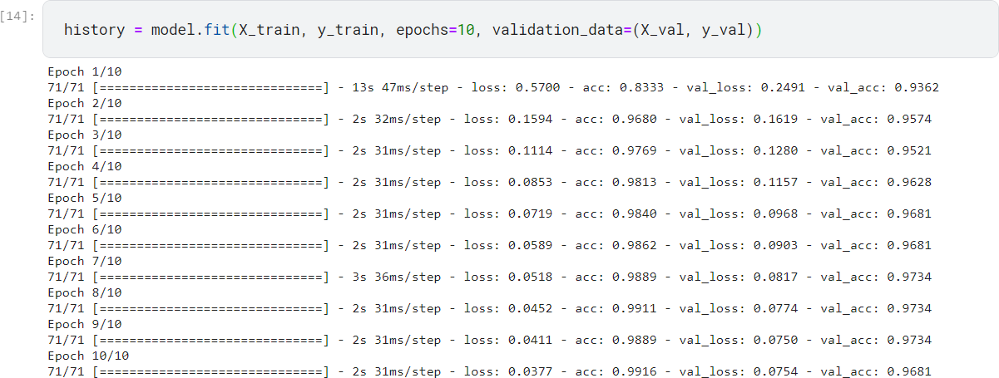 [14]:
history = model.fit(X_train, y_train, epochs=10, validation_data=(X_val, y_val))
Epoch 1/10
71/71 [==============================] - 13s 47ms/step - loss: 0.5700 - acc: 0.8333 - val_loss: 0.2491 - val_acc: 0.9362
Epoch 2/10
71/71 [==============================] - 2s 32ms/step - loss: 0.1594 - acc: 0.9680 - val_loss: 0.1619 - val_acc: 0.9574
Epoch 3/10
71/71 [==============================] - 2s 31ms/step - loss: 0.1114 - acc: 0.9769 - val_loss: 0.1280 - val_acc: 0.9521
Epoch 4/10
71/71 [==============================] - 2s 31ms/step - loss: 0.0853 - acc: 0.9813 - val_loss: 0.1157 - val_acc: 0.9628
Epoch 5/10
71/71 [==============================] - 2s 31ms/step - loss: 0.0719 - acc: 0.9840 - val_loss: 0.0968 - val_acc: 0.9681
Epoch 6/10
71/71 [==============================] - 2s 31ms/step - loss: 0.0589 - acc: 0.9862 - val_loss: 0.0903 - val_acc: 0.9681
Epoch 7/10
71/71 [==============================] - 3s 36ms/step - loss: 0.0518 - acc: 0.9889 - val_loss: 0.0817 - val_acc: 0.9734
Epoch 8/10
71/71 [==============================] - 2s 31ms/step - loss: 0.0452 - acc: 0.9911 - val_loss: 0.0774 - val_acc: 0.9734
Epoch 9/10
71/71 [==============================] - 2s 31ms/step - loss: 0.0411 - acc: 0.9889 - val_loss: 0.0750 - val_acc: 0.9734
Epoch 10/10
71/71 [==============================] - 2s 31ms/step - loss: 0.0377 - acc: 0.9916 - val_loss: 0.0754 - val_acc: 0.9681